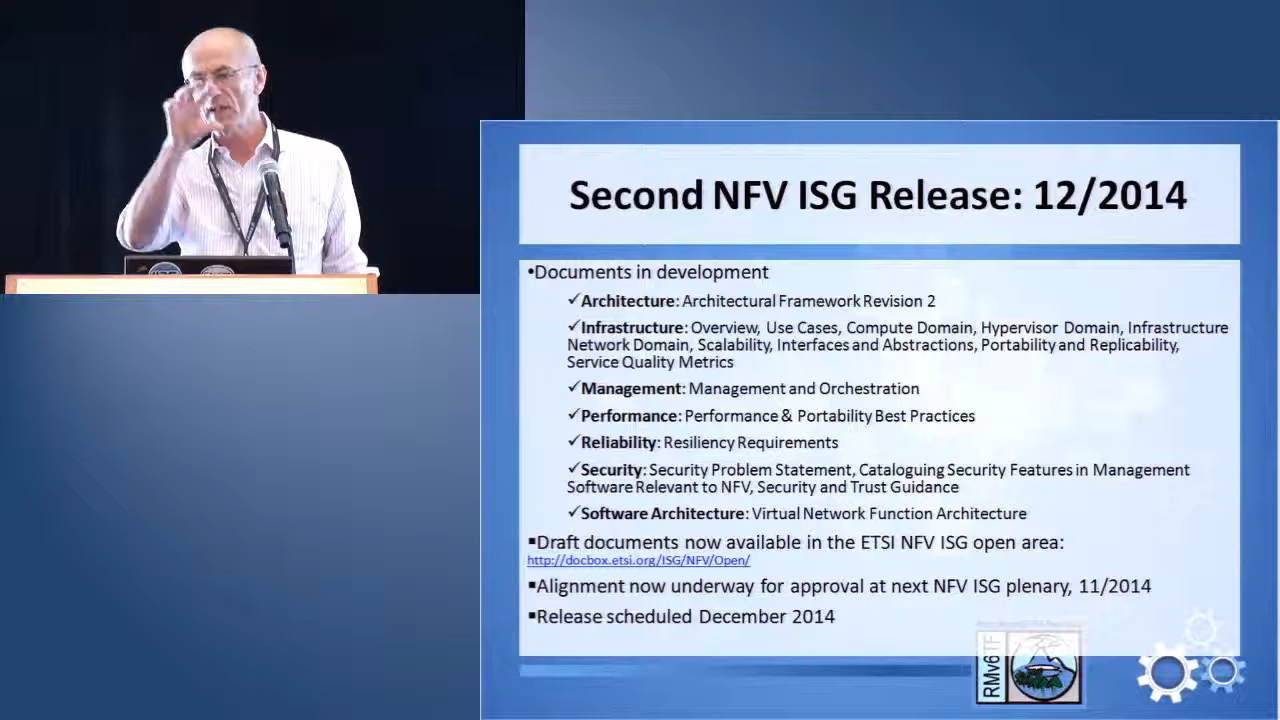 Second NFV ISG Release: 12/2014
•Documents in development
✓Architecture: Architectural Framework Revision 2
✓Infrastructure: Overview, Use Cases, Compute Domain, Hypervisor Domain, Infrastructure
Network Domain, Scalability, Interfaces and Abstractions, Portability and Replicability,
Service Quality Metrics
✓Management: Management and Orchestration
✓Performance: Performance & Portability Best Practices
✓Reliability: Resiliency Requirements
✓Security: Security Problem Statement, Cataloguing Security Features in Management
Software Relevant to NFV, Security and Trust Guidance
✓Software Architecture: Virtual Network Function Architecture
▪Draft documents now available in the ETSI NFV ISG open area:
http://docbox.etsi.org/ISG/NFV/Open/
▪Alignment now underway for approval at next NFV ISG plenary, 11/2014
▪Release scheduled December 2014
RMv6TF